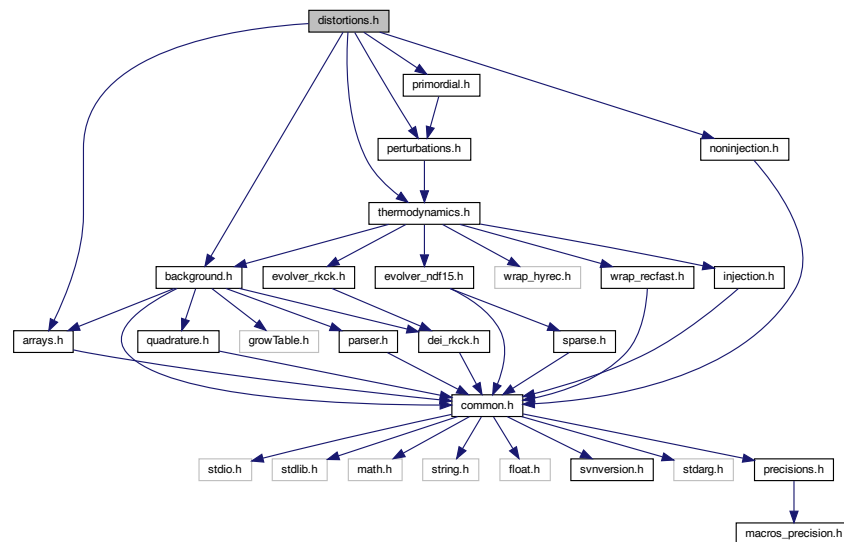 distortions.h
primordial.h
perturbations.h
noninjection.h
thermodynamics.h
background.h
evolver_rkck.h
evolver_ndf15.h
wrap_hyrec.h
wrap_recfast.h
injection.h
arrays.h
quadrature.h
growTable.h
parser.h
dei_rkck.h
sparse.h
common.h
stdio.h
stdlib.h
math.h
string.h
float.h
svnversion.h
stdarg.h
precisions.h
macros_precision.h